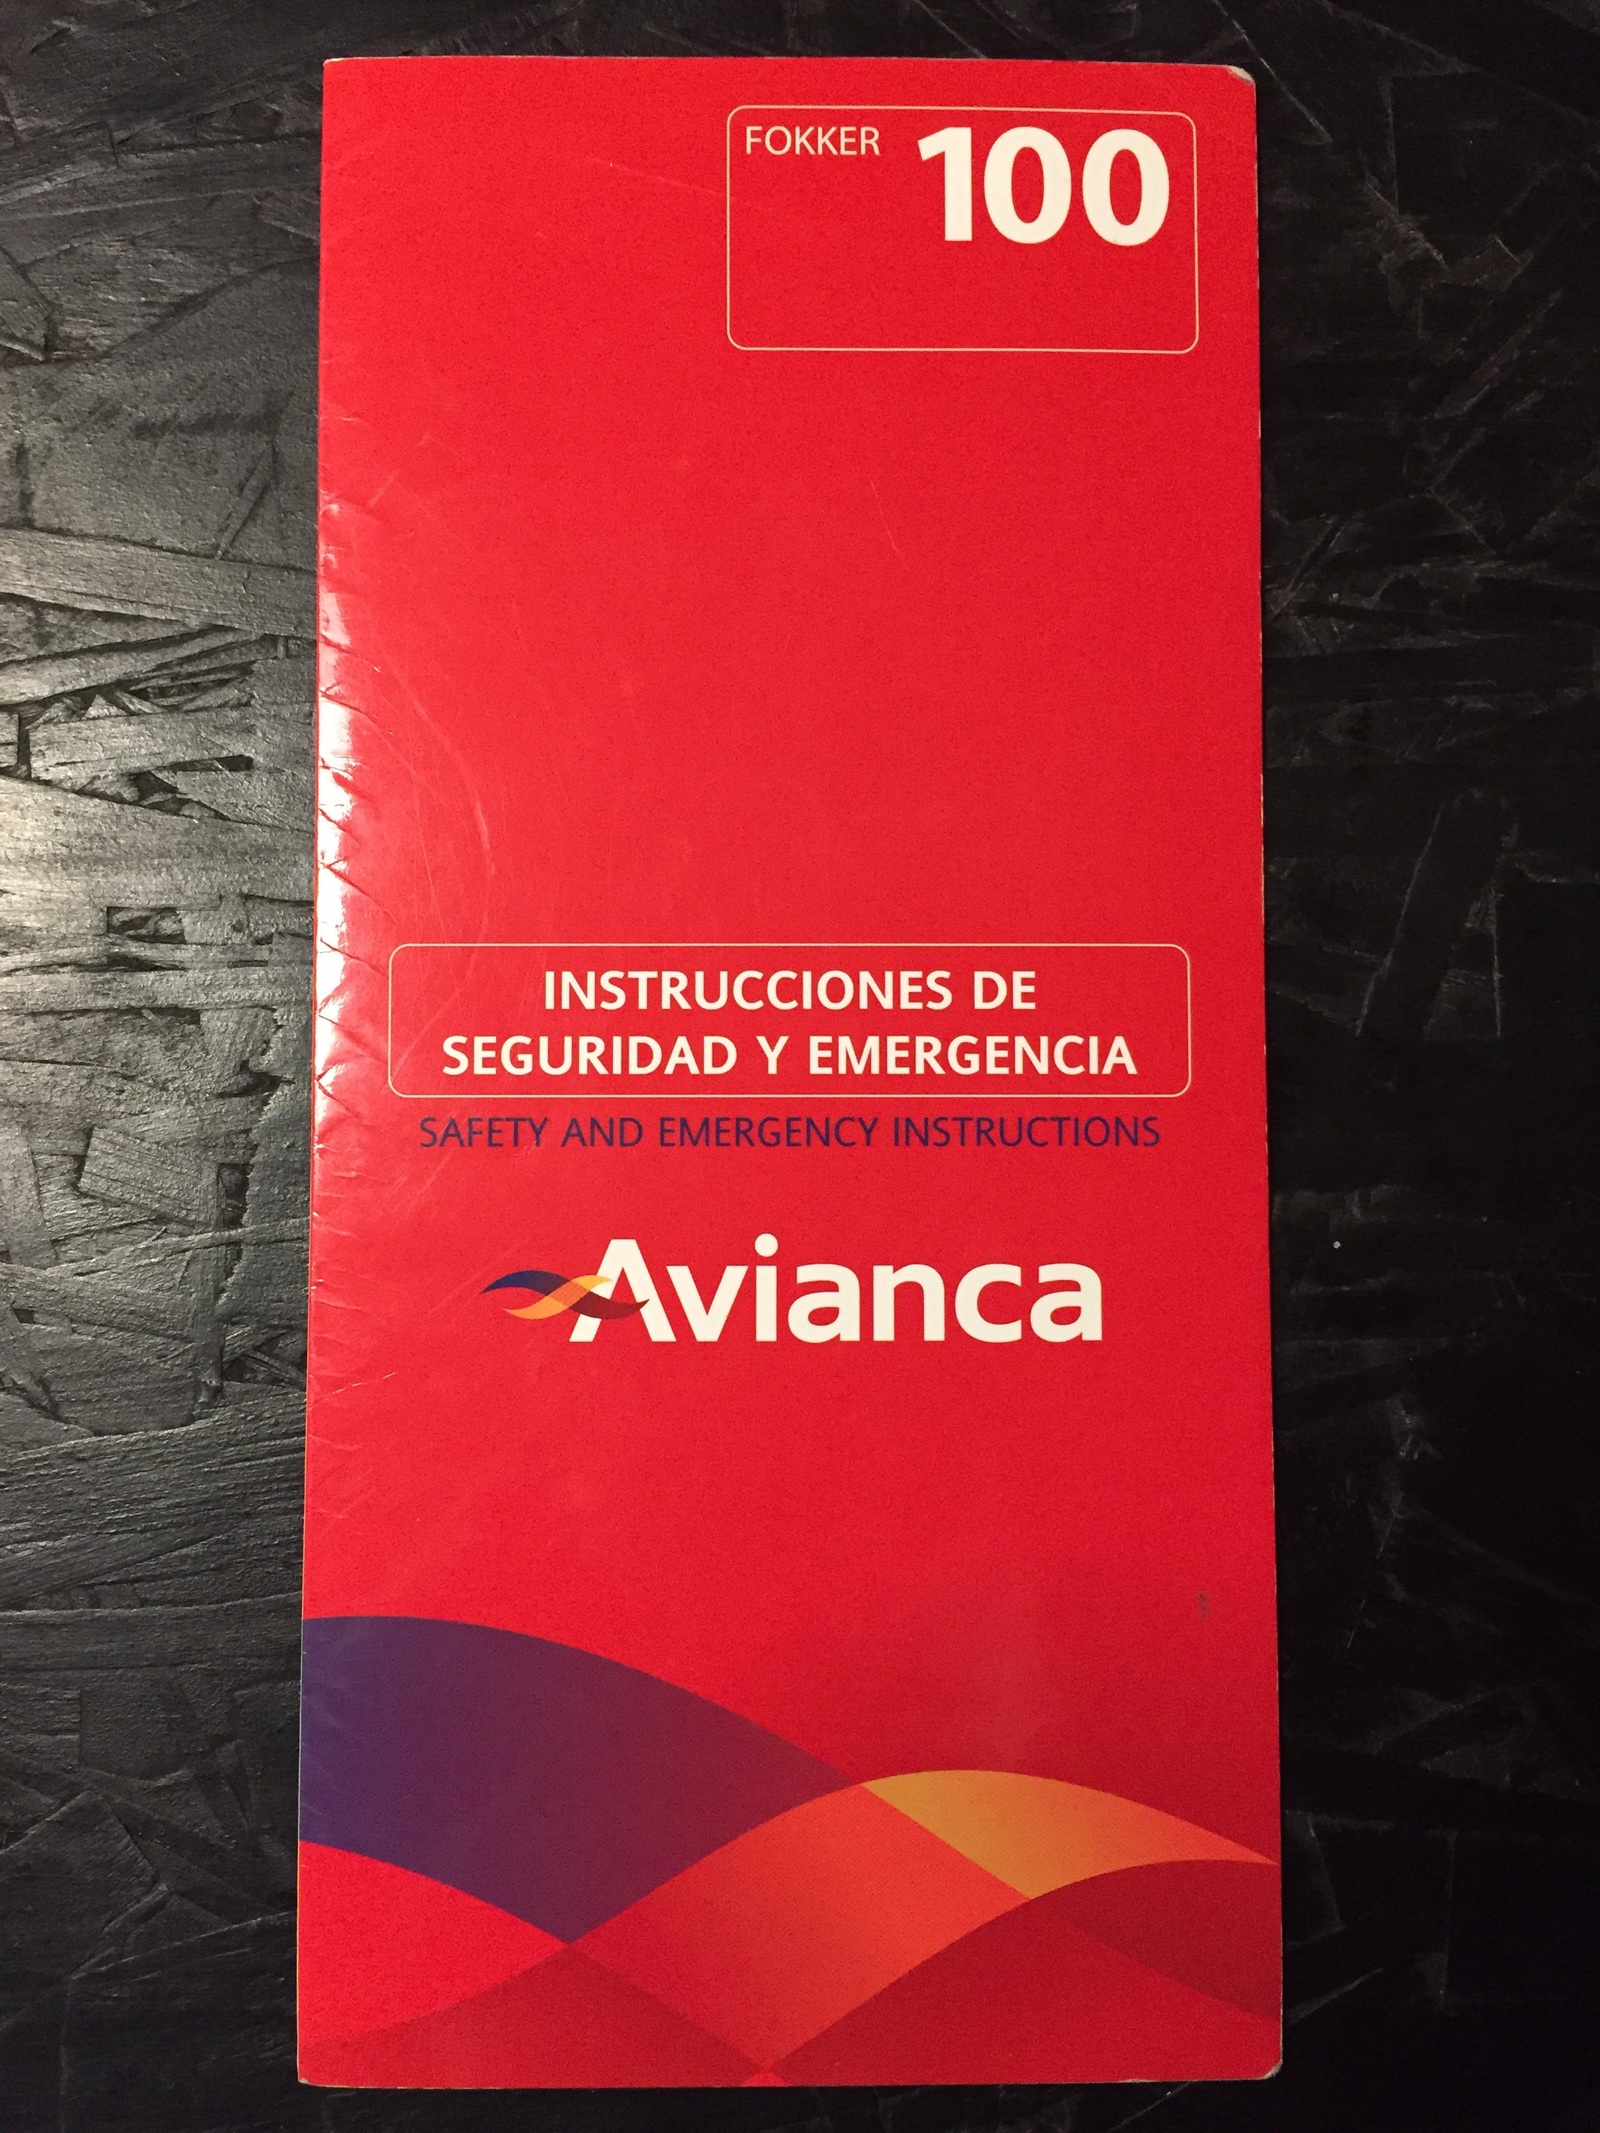 FOKKER 100
INSTRUCCIONES DE
SEGURIDAD Y EMERGENCIA
SAFETY AND EMERGENCY INSTRUCTIONS
Avianca